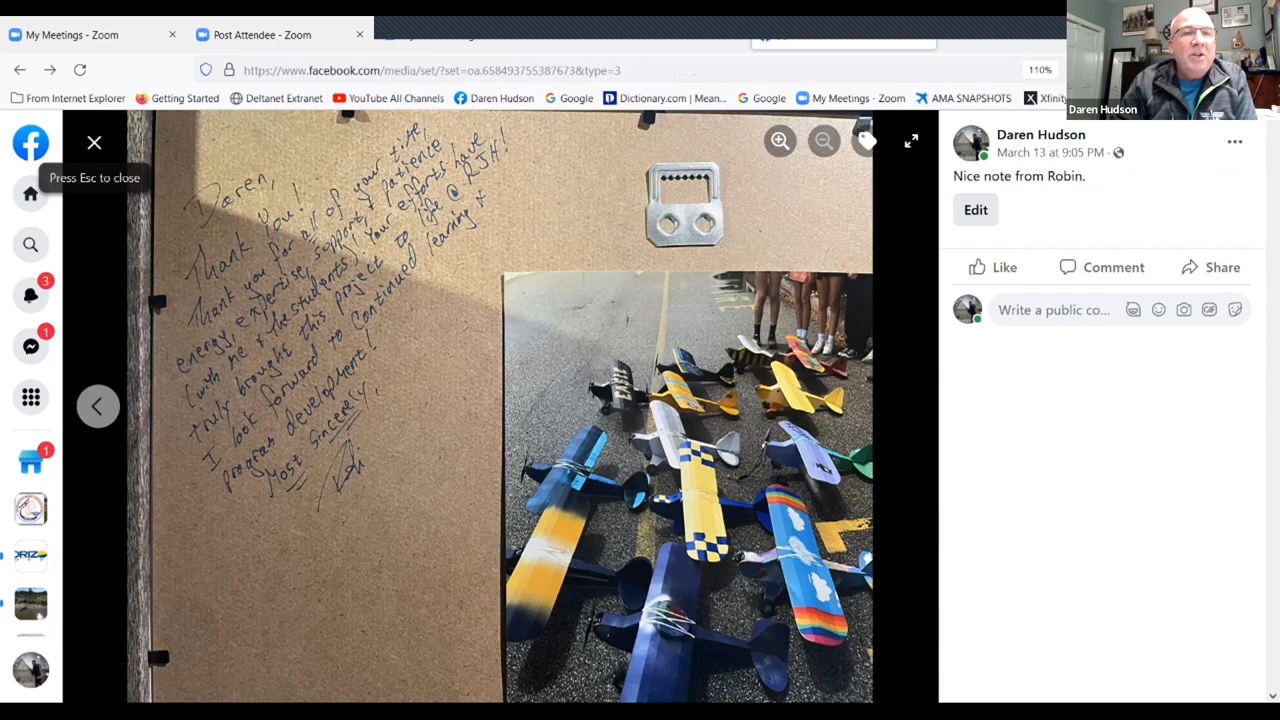 My Meetings - Zoom
Post Attendee - Zoom
https://www.facebook.com/media/set/?set=oa.658493755387673&type=3
110%
From Internet Explorer
Getting Started
Deltanet Extranet
YouTube All Channels
Daren Hudson
Google
Dictionary.com | Mean...
Google
My Meetings - Zoom
AMA SNAPSHOTS
Xfinity
Daren Hudson
Press Esc to close
3
1
1
ORIZ
Daren,
Thank you!
Thank you for all of your time,
energy, expertise, support, & patience
(with me & the students)! Your efforts have
truly brought this project to life @ RJH!
I look forward to continued learning &
program development!
Most Sincerely,
Daren Hudson
March 13 at 9:05 PM
Nice note from Robin.
Edit
Like
Comment
Share
Write a public co...
GIF